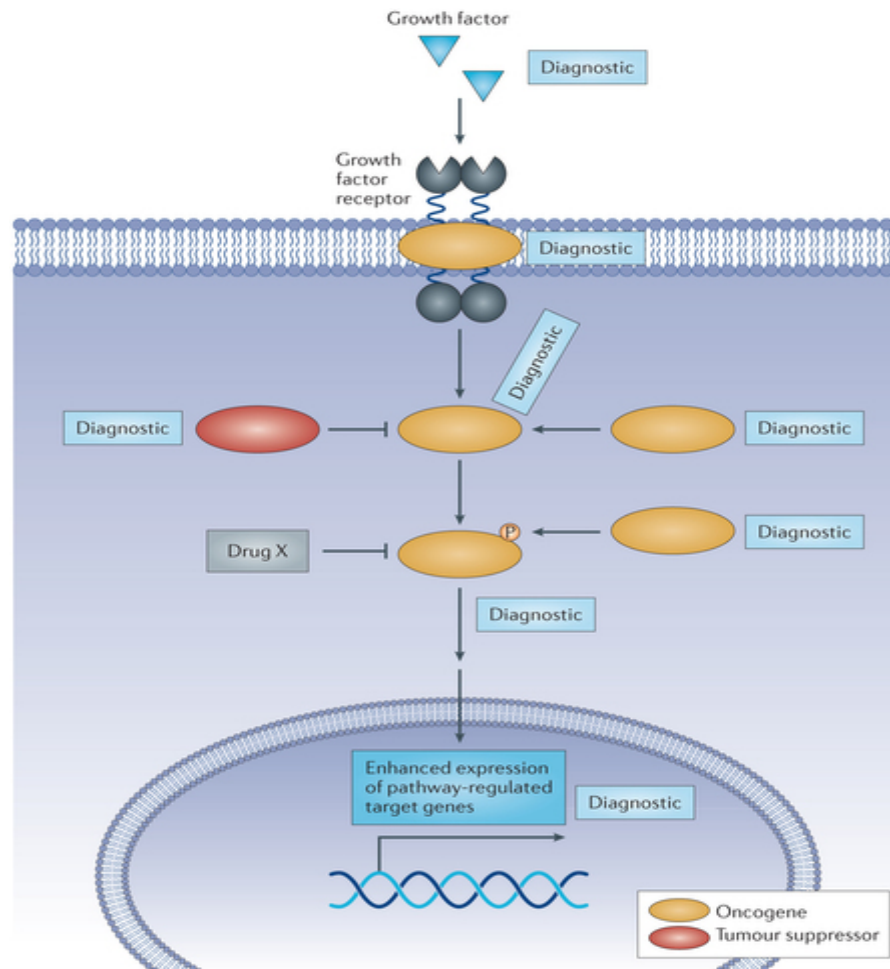 Growth factor
Diagnostic
Growth
factor
receptor
Diagnostic
Diagnostic
Diagnostic
Diagnostic
P
Diagnostic
Drug X
Diagnostic
Enhanced expression
of pathway-regulated
target genes
Diagnostic
Oncogene
Tumour suppressor